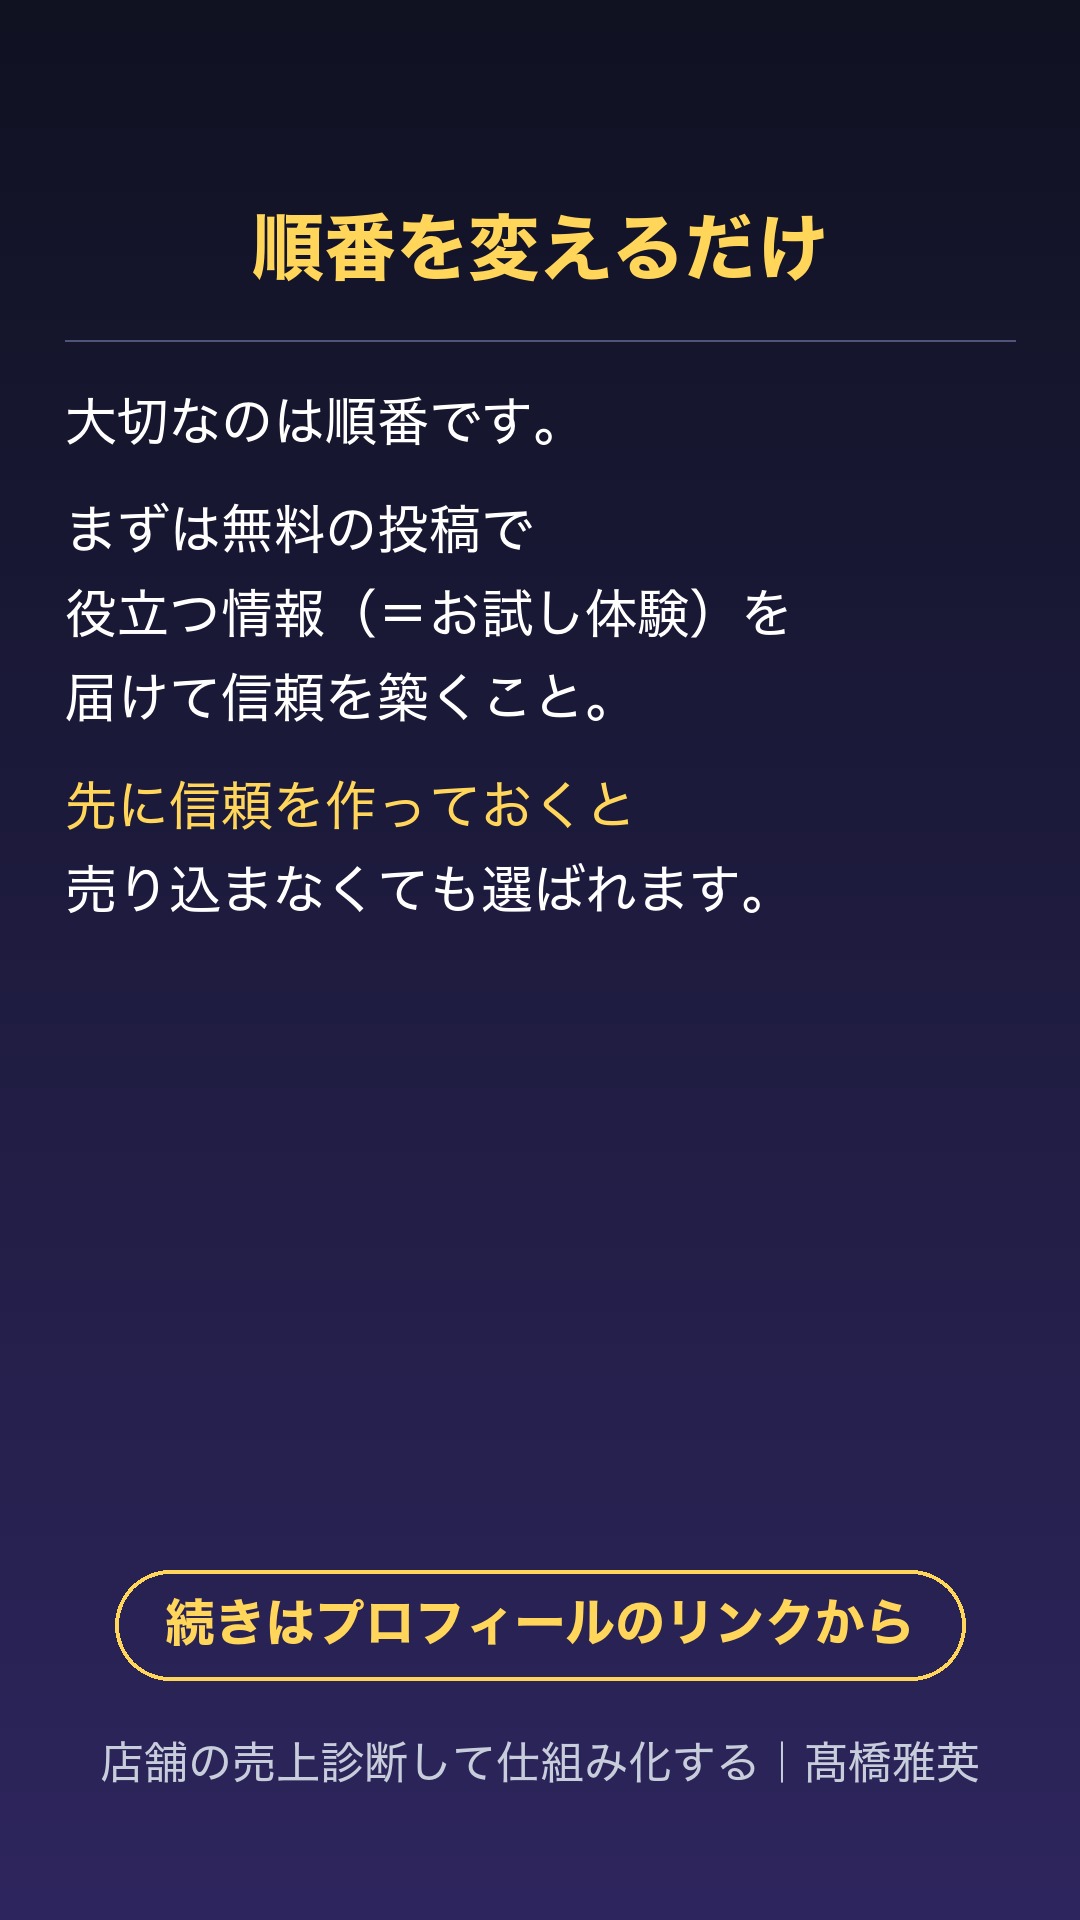 順番を変えるだけ
大切なのは順番です。
まずは無料の投稿で
役立つ情報（＝お試し体験）を
届けて信頼を築くこと。
先に信頼を作っておくと
売り込まなくても選ばれます。
続きはプロフィールのリンクから
店舗の売上診断して仕組み化する｜髙橋雅英